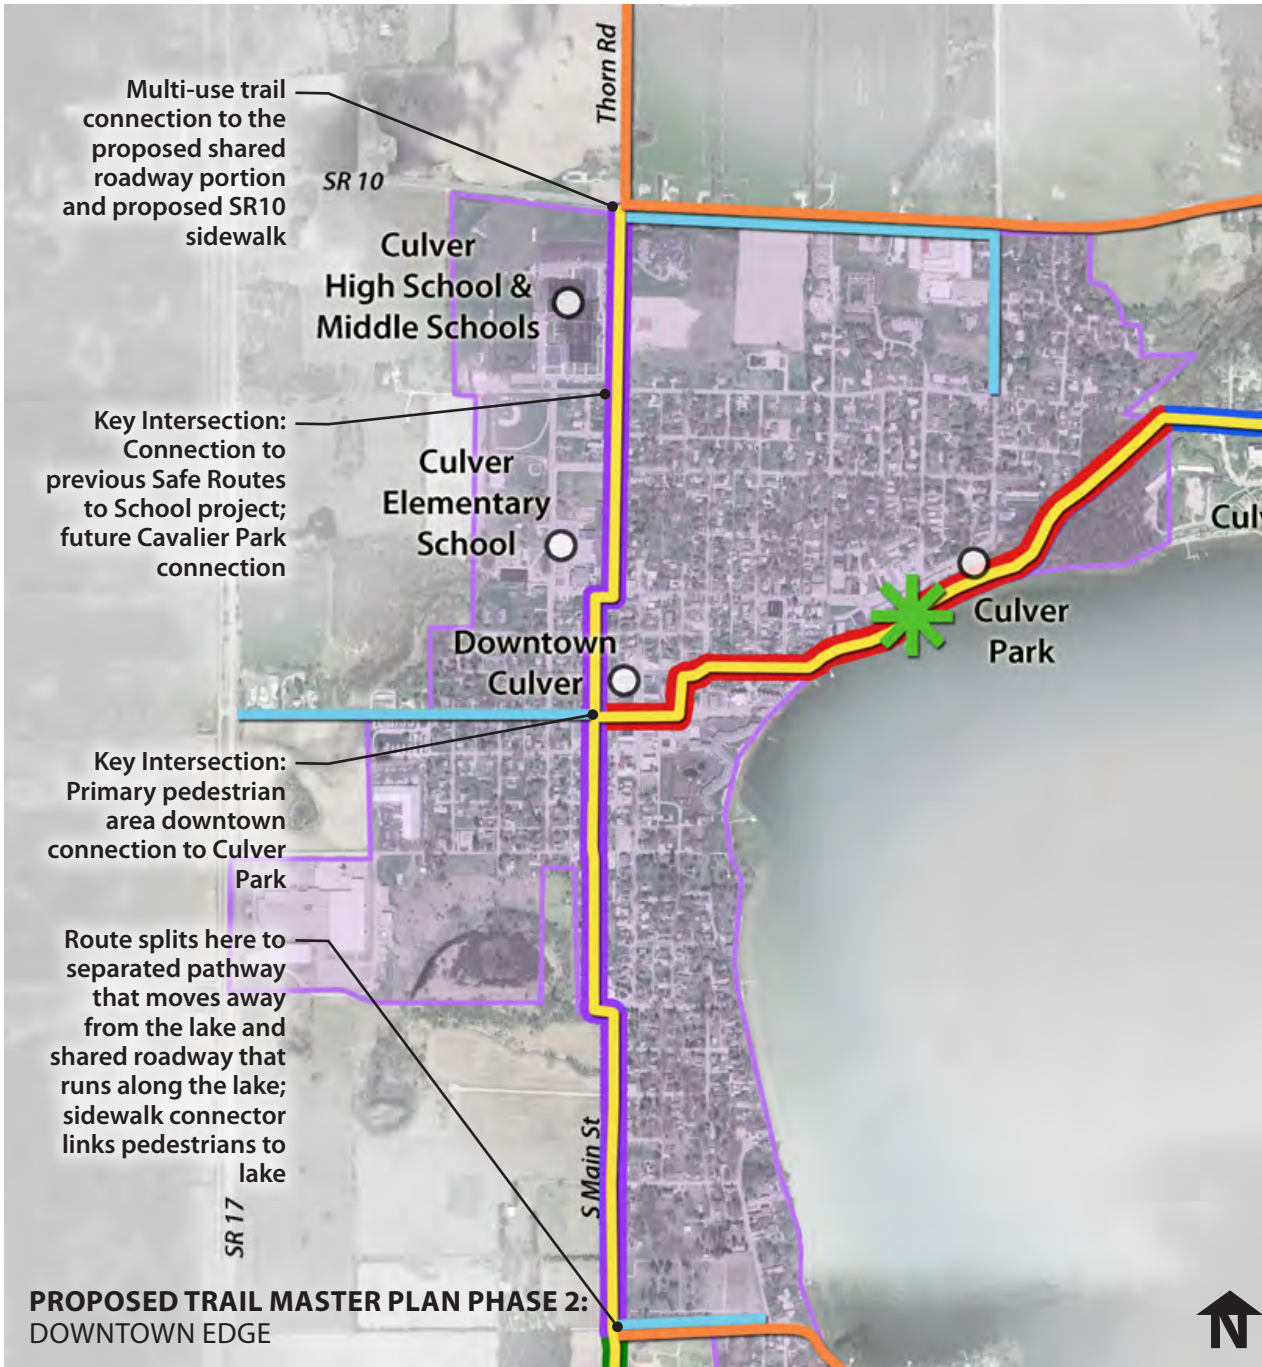 Thorn Rd
Multi-use trail
connection to the
proposed shared
roadway portion
and proposed SR10
sidewalk
SR 10
Culver
High School &
Middle Schools
Key Intersection:
Connection to
previous Safe Routes
to School project;
future Cavalier Park
connection
Culver
Elementary
School
Culv
Culver
Park
Downtown
Culver
Key Intersection:
Primary pedestrian
area downtown
connection to Culver
Park
Route splits here to
separated pathway
that moves away
from the lake and
shared roadway that
runs along the lake;
sidewalk connector
links pedestrians to
lake
S Main St
SR 17
PROPOSED TRAIL MASTER PLAN PHASE 2:
DOWNTOWN EDGE
N